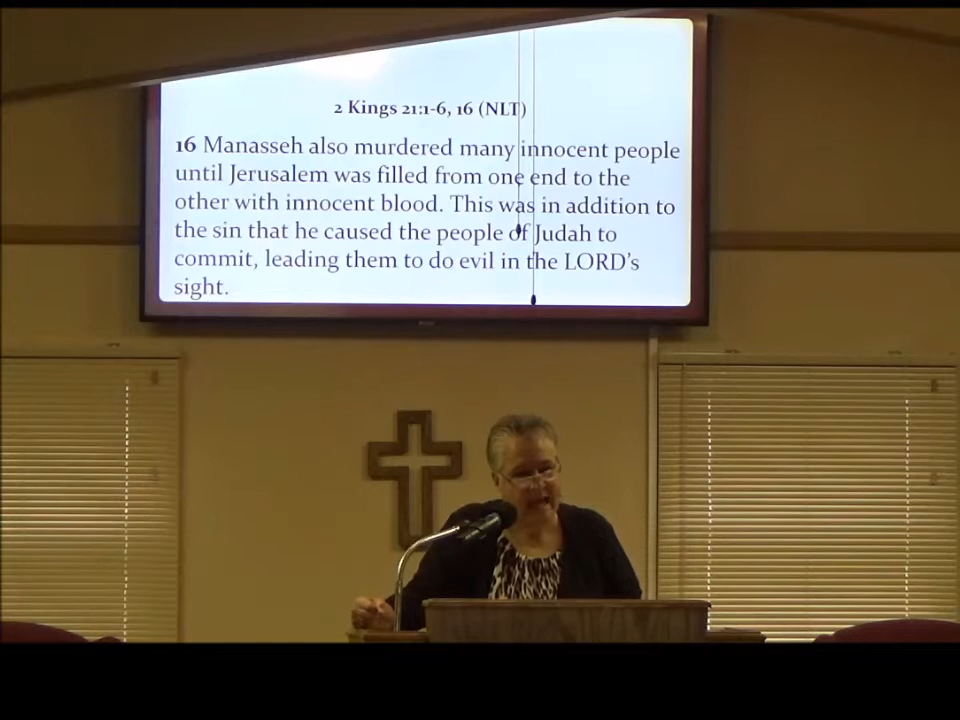 2 Kings 21:1-6, 16 (NLT)
16 Manasseh also murdered many innocent people
until Jerusalem was filled from one end to the
other with innocent blood. This was in addition to
the sin that he caused the people of Judah to
commit, leading them to do evil in the LORD's
sight.